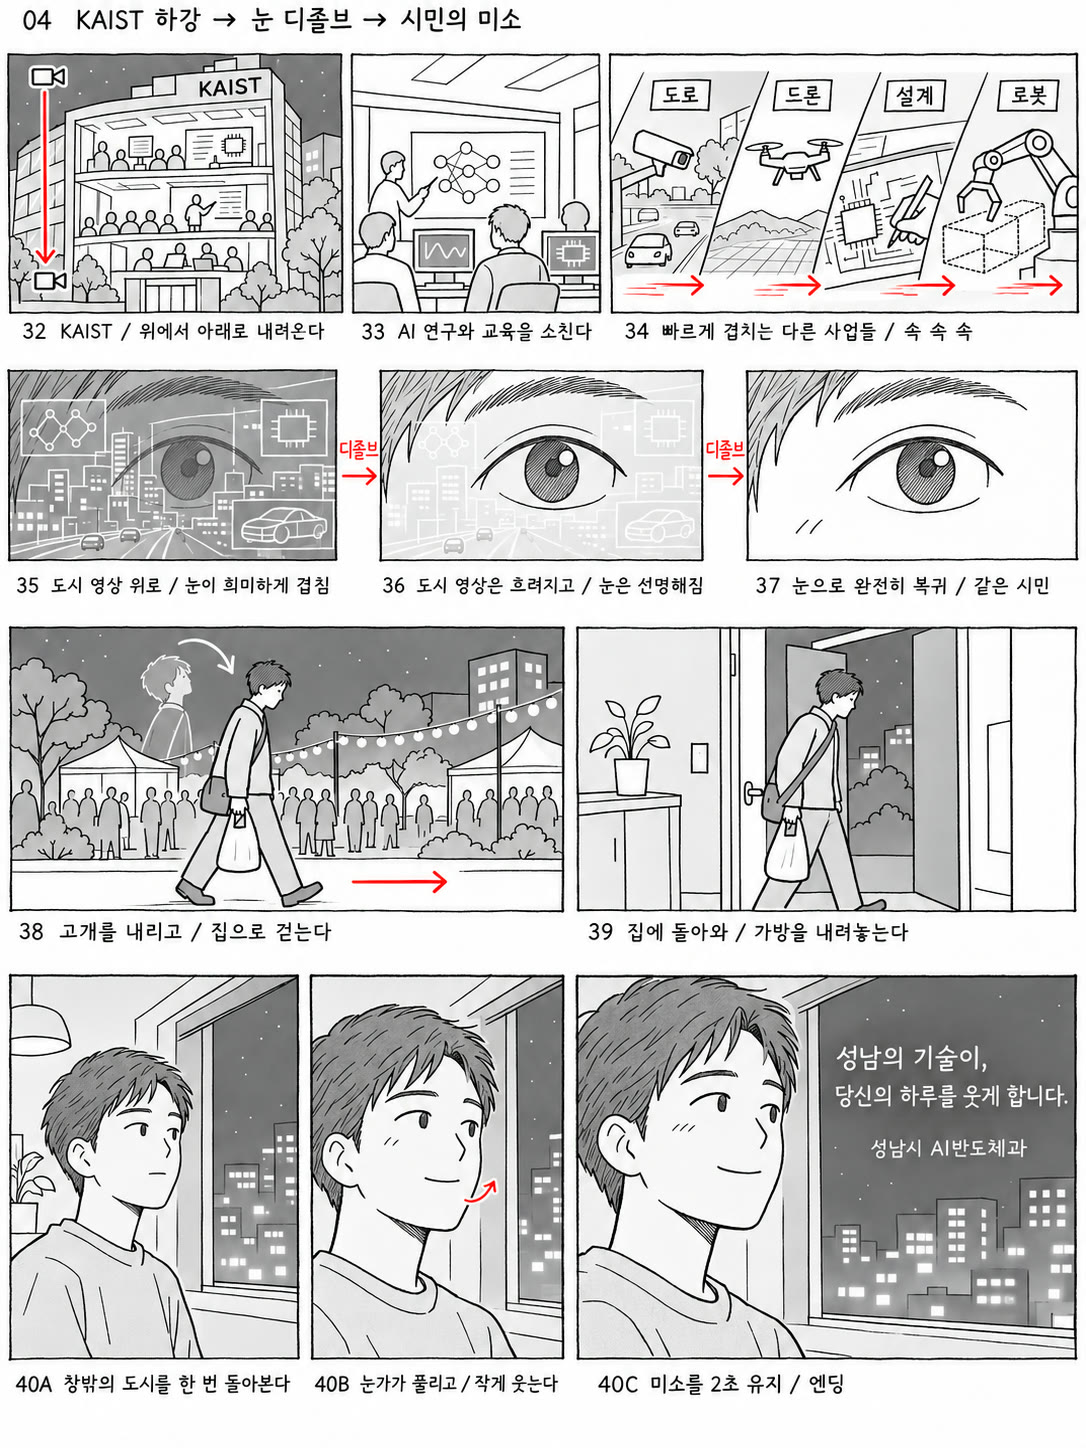 04 KAIST 하강 → 눈 디졸브 → 시민의 미소
KAIST
32 KAIST / 위에서 아래로 내려온다
33 AI 연구와 교육을 소친다
도로
드론
설계
로봇
34 빠르게 겹치는 다른 사업들 / 속 속 속
디졸브
디졸브
35 도시 영상 위로 / 눈이 희미하게 겹침
36 도시 영상은 흐려지고 / 눈은 선명해짐
37 눈으로 완전히 복귀 / 같은 시민
38 고개를 내리고 / 집으로 걷는다
39 집에 돌아와 / 가방을 내려놓는다
성남의 기술이,
당신의 하루를 웃게 합니다.
성남시 AI반도체과
40A 창밖의 도시를 한 번 돌아본다
40B 눈가가 풀리고 / 작게 웃는다
40C 미소를 2초 유지 / 엔딩